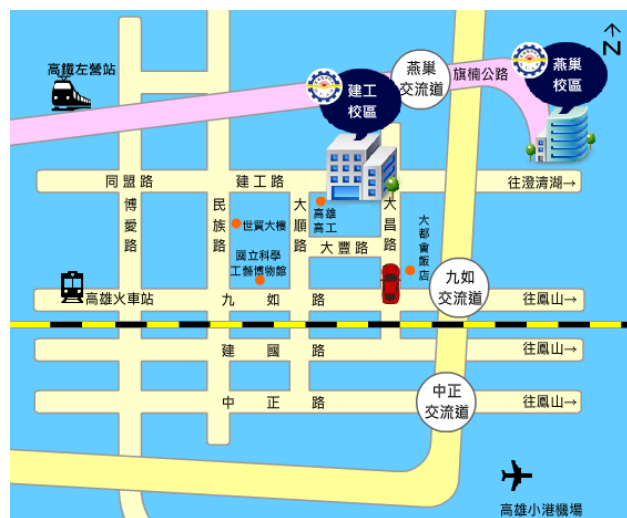 N
高鐵左營站
建工
校區
燕巢
交流道
旗楠公路
燕巢
校區
同盟路
建工路
往澄清湖→
博愛路
民族路
世貿大樓
大順路
高雄
高工
大昌路
大都會飯店
國立科學
工藝博物館
大豐路
九如
交流道
高雄火車站
九如路
往鳳山→
建國路
往鳳山→
中正
交流道
中正路
往鳳山→
高雄小港機場